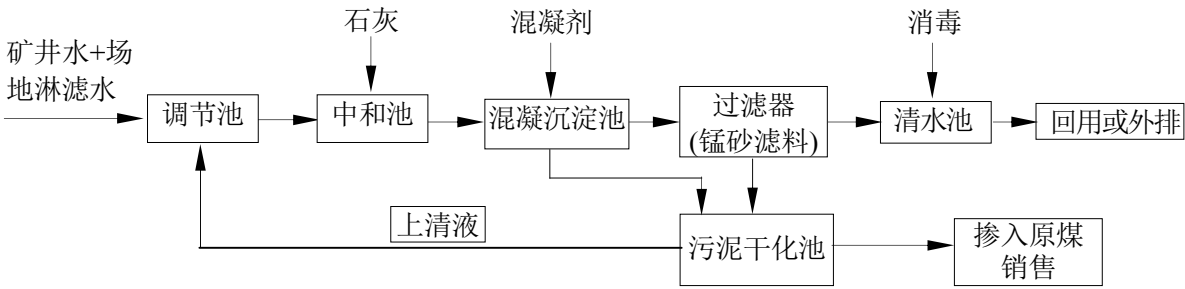 石灰
混凝剂
消毒
矿井水+场
地淋滤水
调节池
中和池
混凝沉淀池
过滤器
(锰砂滤料)
清水池
回用或外排
上清液
污泥干化池
掺入原煤
销售